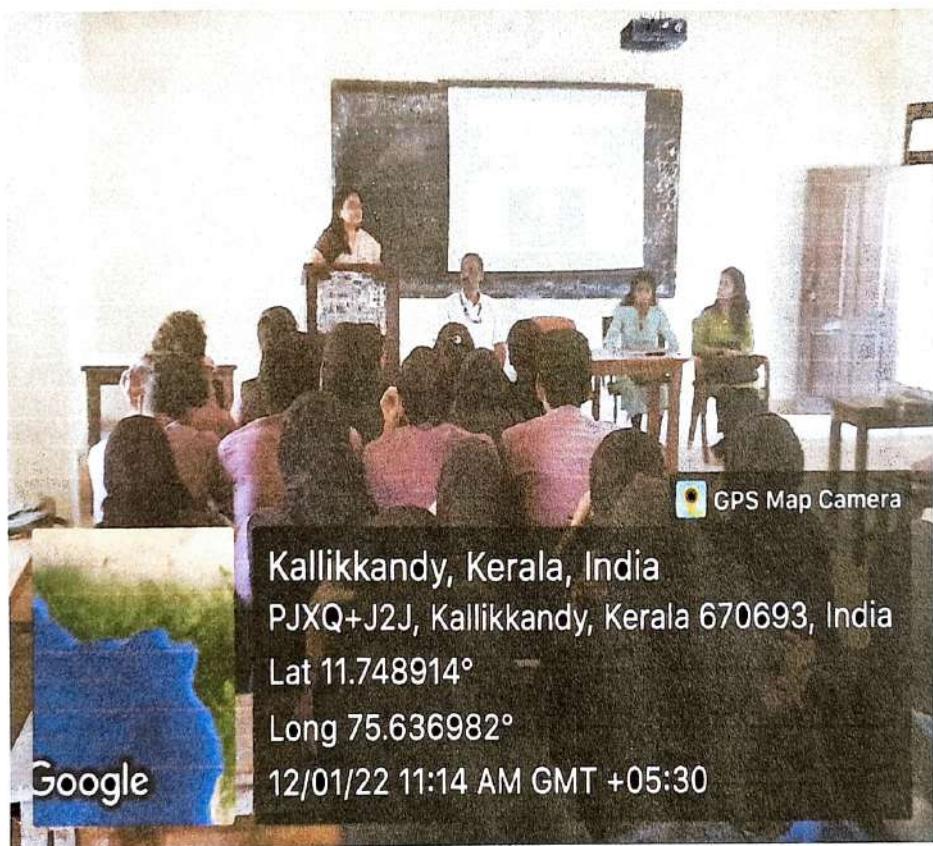 GPS Map Camera
Kallikkandy, Kerala, India
PJXQ+J2J, Kallikkandy, Kerala 670693, India
Lat 11.748914°
Long 75.636982°
12/01/22 11:14 AM GMT +05:30
Google